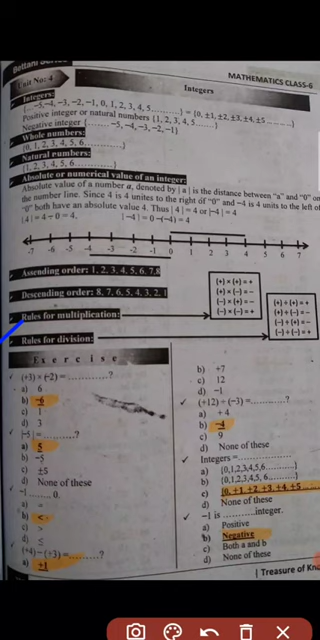 Bettani Series
MATHEMATICS CLASS-6
Unit No: 4
Integers
Integers:
{......-5,-4,-3,-2,-1, 0, 1, 2, 3, 4, 5..........} = {0, ±1,±2,±3,±4,±5 ............}
Positive integer or natural numbers {1, 2, 3, 4, 5.......}
Negative integer {....... -5,-4,-3,-2,-1}
Whole numbers:
{0, 1, 2, 3, 4, 5, 6..............}
Natural numbers:
{1, 2, 3, 4, 5, 6..............}
Absolute or numerical value of an integer:
Absolute value of a number a, denoted by | a | is the distance between "a" and "0" on
the number line. Since 4 is 4 unites to the right of "0" and -4 is 4 units to the left of
"0" both have an absolute value 4. Thus | 4| = 4 or |-4| = 4
| 4| = 4 - 0 = 4, |-4| = 0-(-4) = 4
-7 -6 -5 -4 -3 -2 -1 0 1 2 3 4 5 6 7
Assending order: 1, 2, 3, 4, 5, 6, 7,8
Descending order: 8, 7, 6, 5, 4, 3, 2, 1
Rules for multiplication:
(+) × (+) = +
(+) × (-) = -
(-) × (+) = -
(-) × (-) = +
Rules for division:
(+) ÷ (+) = +
(+) ÷ (-) = -
(-) ÷ (+) = -
(-) ÷ (-) = +
Exercise
(+3) × (-2) = ............?
a) 6
b) -6
c) 1
d) 3
|-5| = ..........?
a) 5
b) -5
c) ±5
d) None of these
-1 ........ 0.
a) =
b) <
c) >
d) ≤
(+4) - (+3) = .........?
a) +1
b) +7
c) 12
d) -1
(+12) ÷ (-3) = ..........?
a) + 4
b) -4
c) 9
d) None of these
Integers = ................
a) {0,1,2,3,4,5,6..........}
b) {0,1,2,3,4,5, 6.........}
c) {0, ±1, ±2, ±3, ±4, ±5 ....
d) None of these
-1 is ............ integer.
a) Positive
b) Negative
c) Both a and b
d) None of these
| Treasure of Kno